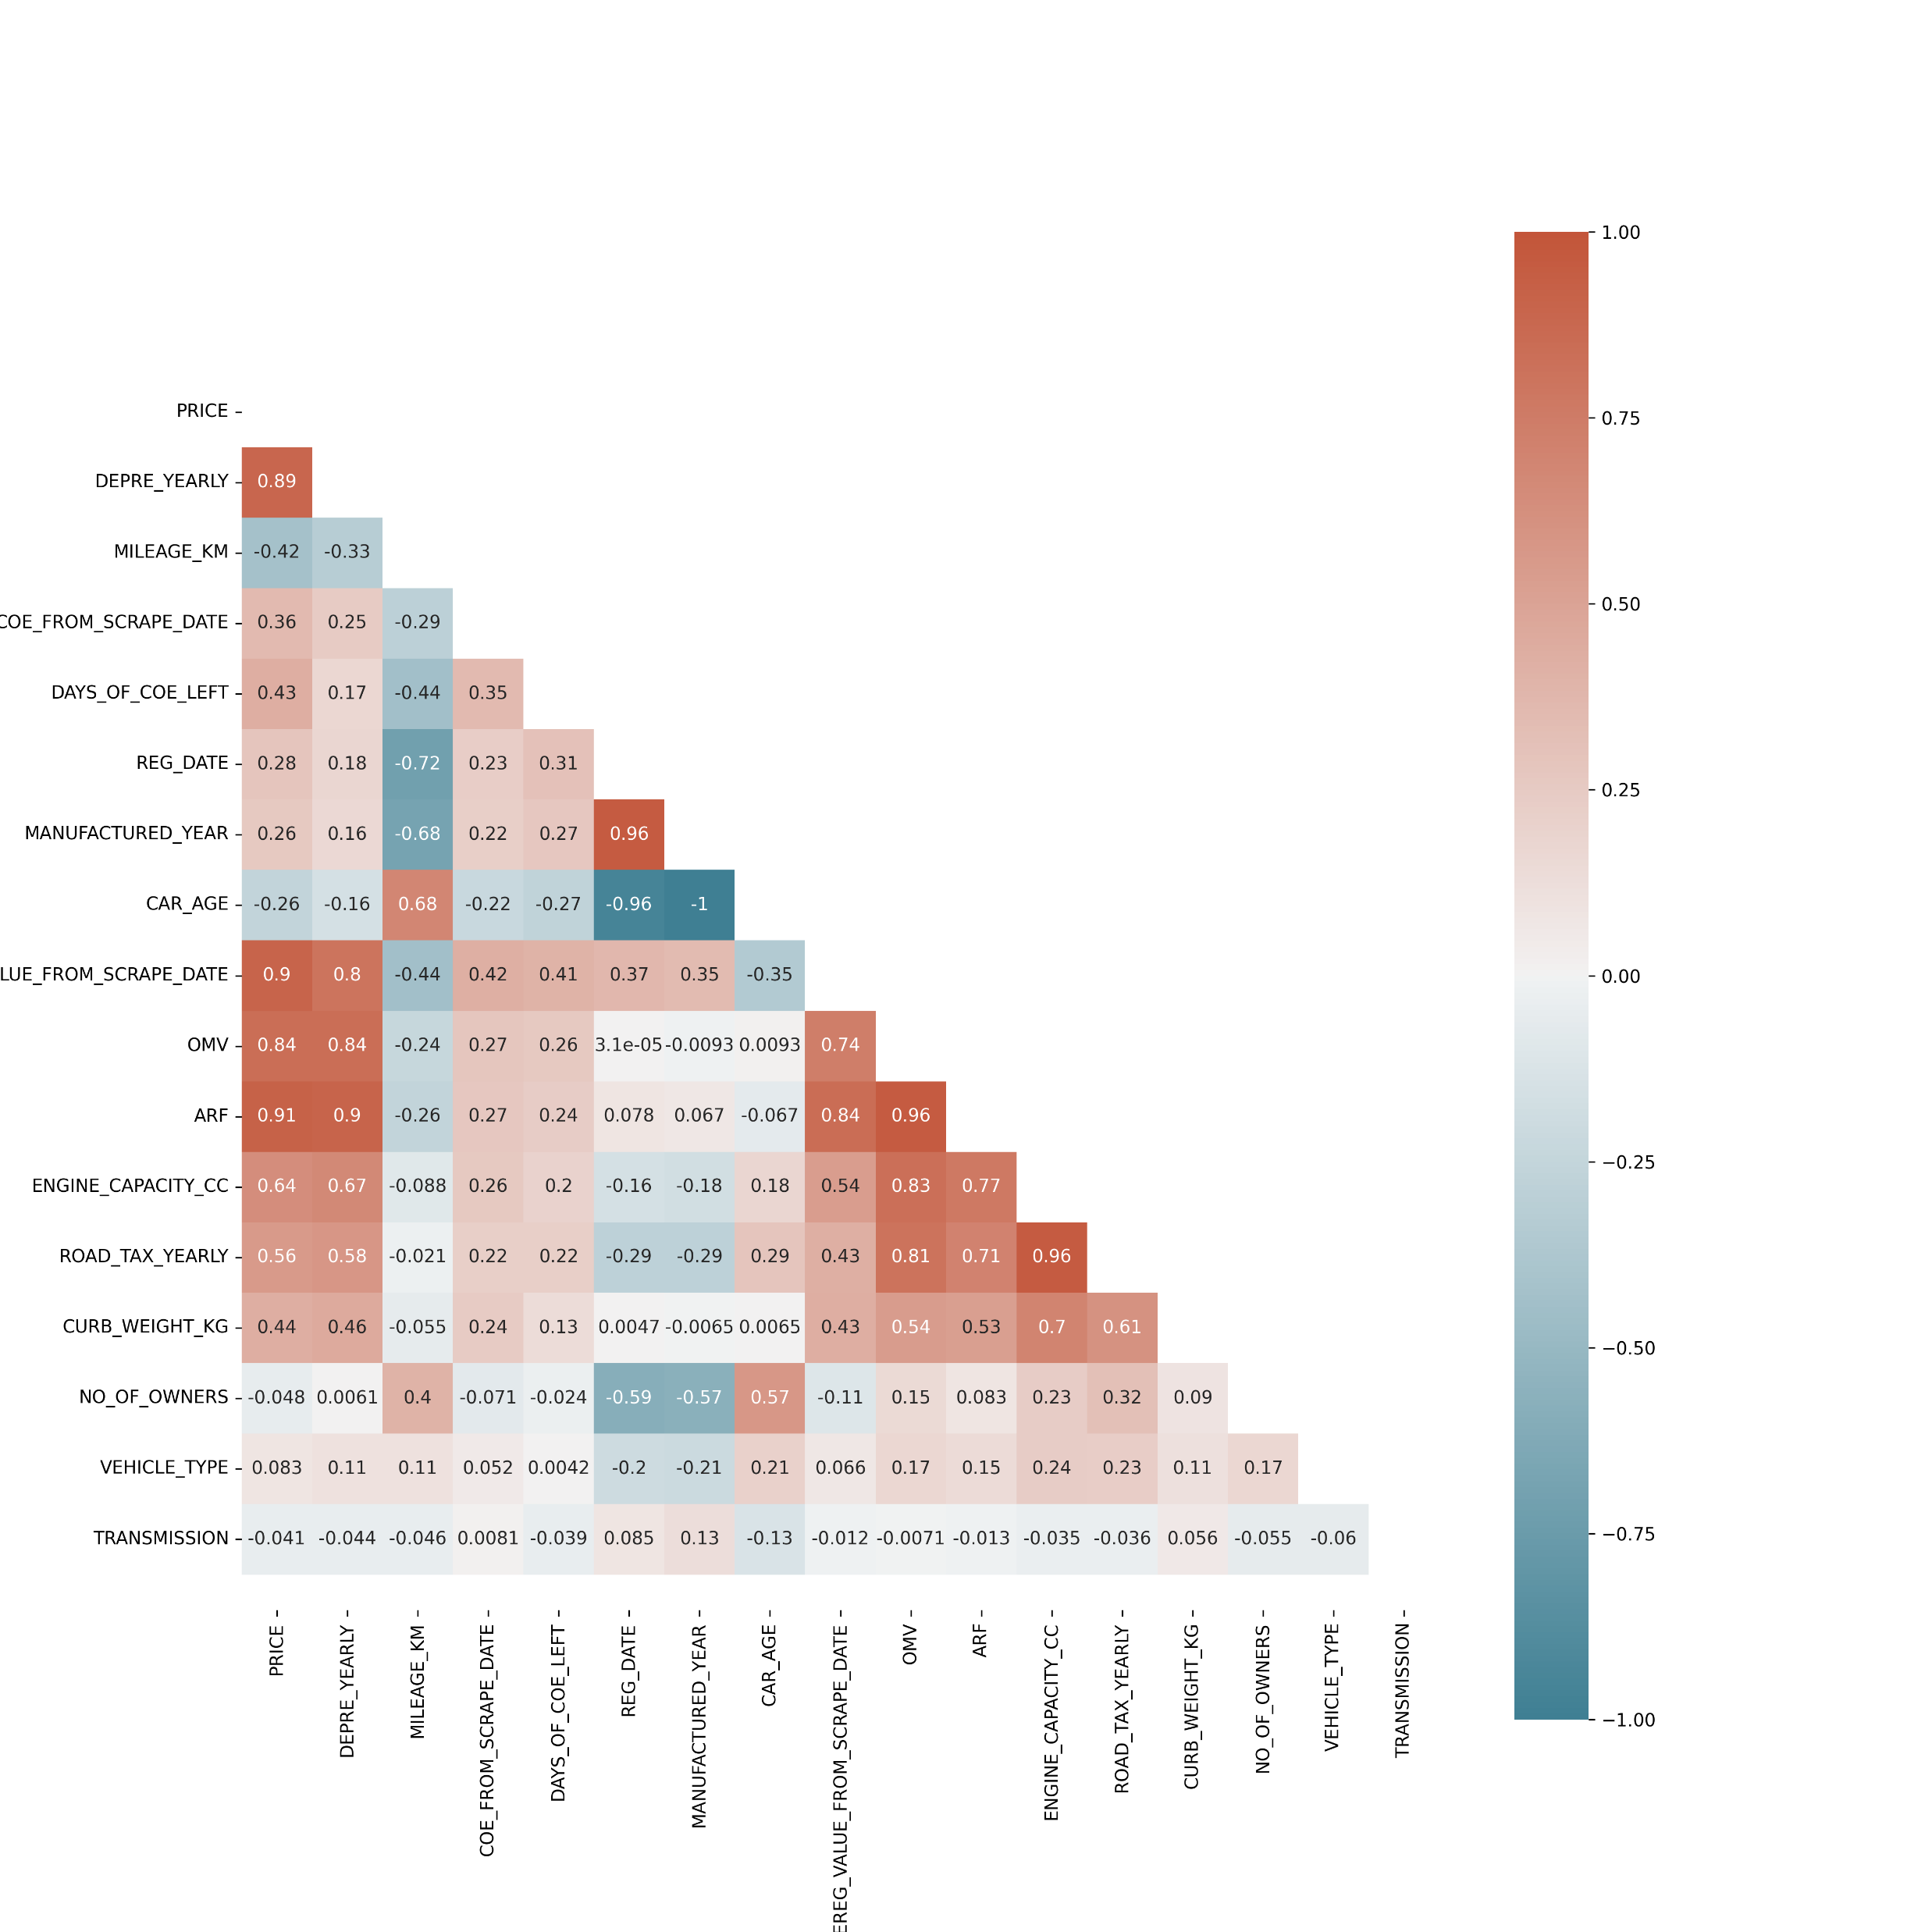 1.00
PRICE
0.75
DEPRE_YEARLY 0.89
MILEAGE_KM -0.42 -0.33
0.50
COE_FROM_SCRAPE_DATE 0.36 0.25 -0.29
DAYS_OF_COE_LEFT 0.43 0.17 -0.44 0.35
REG_DATE 0.28 0.18 -0.72 0.23 0.31
0.25
MANUFACTURED_YEAR 0.26 0.16 -0.68 0.22 0.27 0.96
CAR_AGE -0.26 -0.16 0.68 -0.22 -0.27 -0.96 -1
LUE_FROM_SCRAPE_DATE 0.9 0.8 -0.44 0.42 0.41 0.37 0.35 -0.35
0.00
OMV 0.84 0.84 -0.24 0.27 0.26 3.1e-05 -0.0093 0.0093 0.74
ARF 0.91 0.9 -0.26 0.27 0.24 0.078 0.067 -0.067 0.84 0.96
−0.25
ENGINE_CAPACITY_CC 0.64 0.67 -0.088 0.26 0.2 -0.16 -0.18 0.18 0.54 0.83 0.77
ROAD_TAX_YEARLY 0.56 0.58 -0.021 0.22 0.22 -0.29 -0.29 0.29 0.43 0.81 0.71 0.96
CURB_WEIGHT_KG 0.44 0.46 -0.055 0.24 0.13 0.0047 -0.0065 0.0065 0.43 0.54 0.53 0.7 0.61
−0.50
NO_OF_OWNERS -0.048 0.0061 0.4 -0.071 -0.024 -0.59 -0.57 0.57 -0.11 0.15 0.083 0.23 0.32 0.09
VEHICLE_TYPE 0.083 0.11 0.11 0.052 0.0042 -0.2 -0.21 0.21 0.066 0.17 0.15 0.24 0.23 0.11 0.17
−0.75
TRANSMISSION -0.041 -0.044 -0.046 0.0081 -0.039 0.085 0.13 -0.13 -0.012 -0.0071 -0.013 -0.035 -0.036 0.056 -0.055 -0.06
−1.00
PRICE
DEPRE_YEARLY
MILEAGE_KM
COE_FROM_SCRAPE_DATE
DAYS_OF_COE_LEFT
REG_DATE
MANUFACTURED_YEAR
CAR_AGE
EREG_VALUE_FROM_SCRAPE_DATE
OMV
ARF
ENGINE_CAPACITY_CC
ROAD_TAX_YEARLY
CURB_WEIGHT_KG
NO_OF_OWNERS
VEHICLE_TYPE
TRANSMISSION